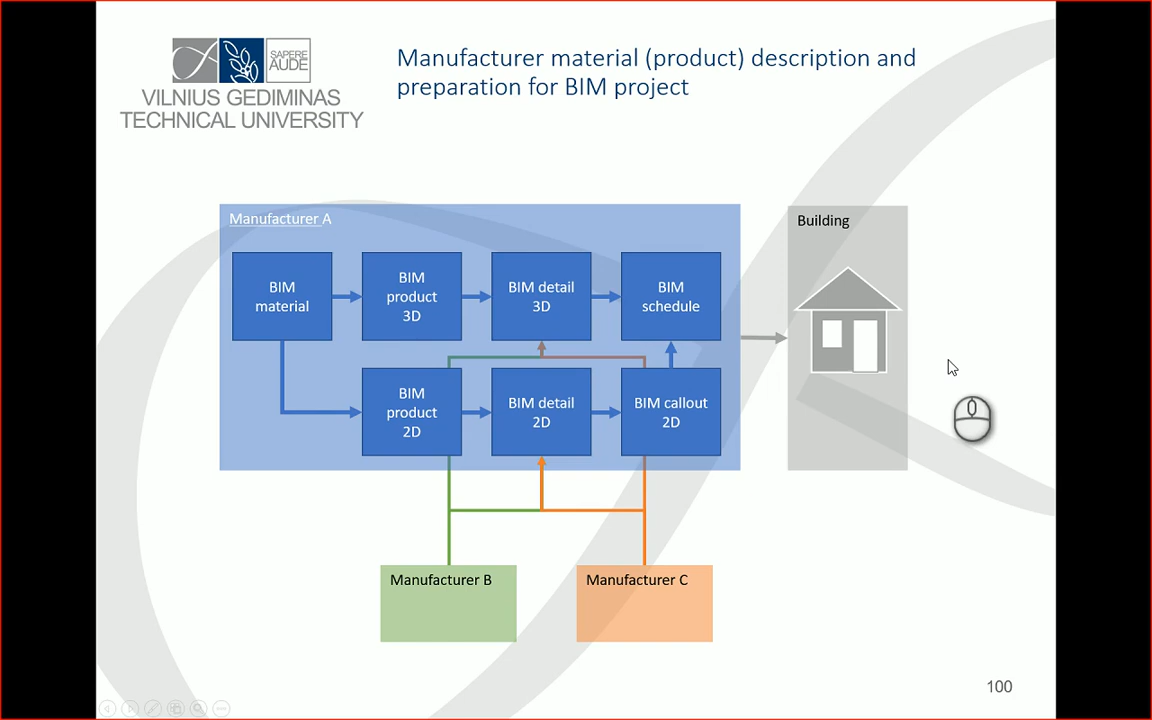 SAPERE
AUDE
VILNIUS GEDIMINAS
TECHNICAL UNIVERSITY
Manufacturer material (product) description and
preparation for BIM project
Manufacturer A
BIM
material
BIM
product
3D
BIM detail
3D
BIM
schedule
BIM
product
2D
BIM detail
2D
BIM callout
2D
Building
Manufacturer B
Manufacturer C
100